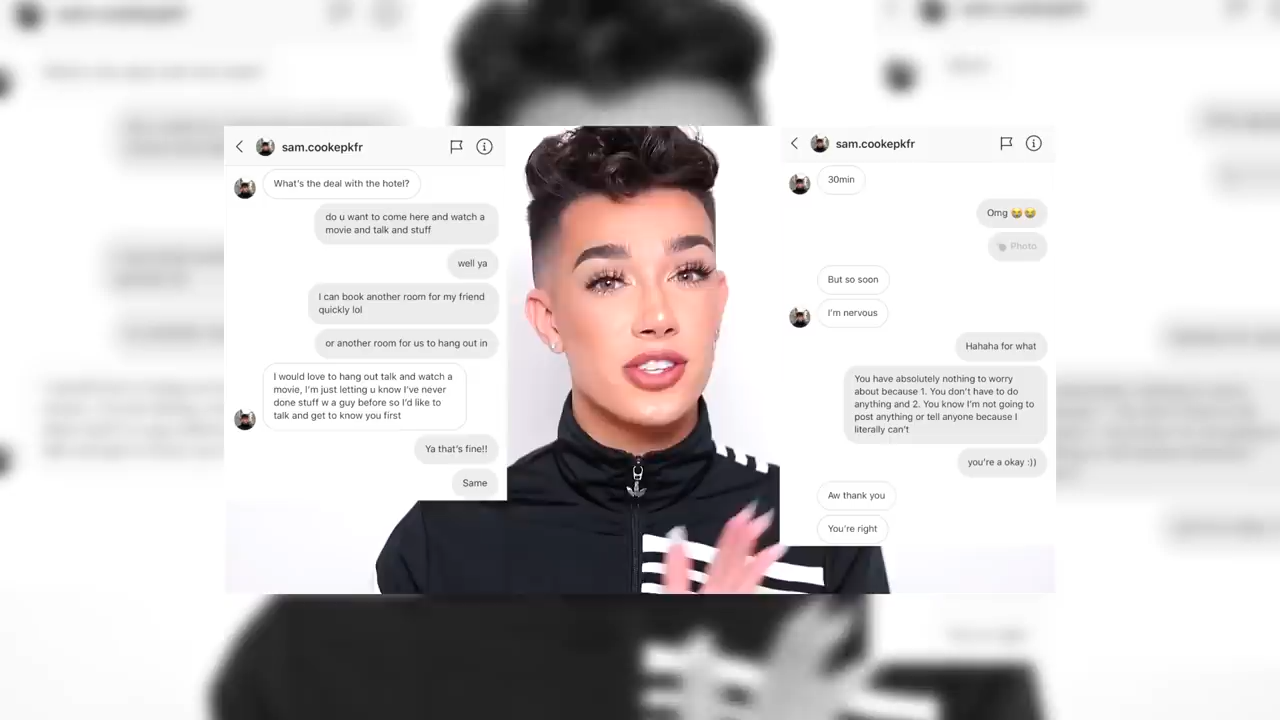 sam.cookepkfr
What's the deal with the hotel?
do u want to come here and watch a
movie and talk and stuff
well ya
I can book another room for my friend
quickly lol
or another room for us to hang out in
I would love to hang out talk and watch a
movie, I'm just letting u know I've never
done stuff w a guy before so I'd like to
talk and get to know you first
Ya that's fine!!
Same
sam.cookepkfr
30min
Omg 😭😭
Photo
But so soon
I'm nervous
Hahaha for what
You have absolutely nothing to worry
about because 1. You don't have to do
anything and 2. You know I'm not going to
post anything or tell anyone because I
literally can't
you're a okay :))
Aw thank you
You're right